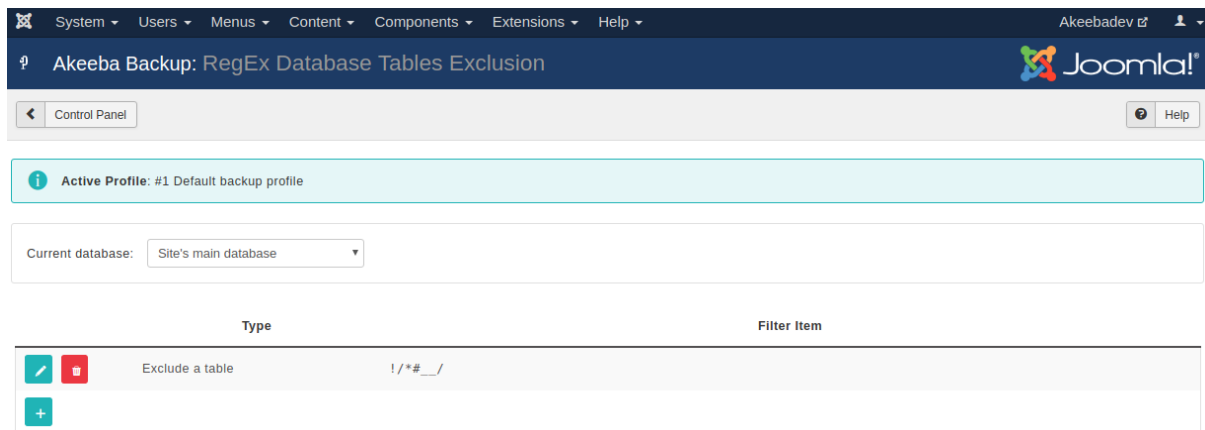 System Users Menus Content Components Extensions Help Akeebadev
Akeeba Backup: RegEx Database Tables Exclusion Joomla!®
Control Panel Help
Active Profile: #1 Default backup profile
Current database: Site's main database
Type Filter Item
Exclude a table !/*#__/